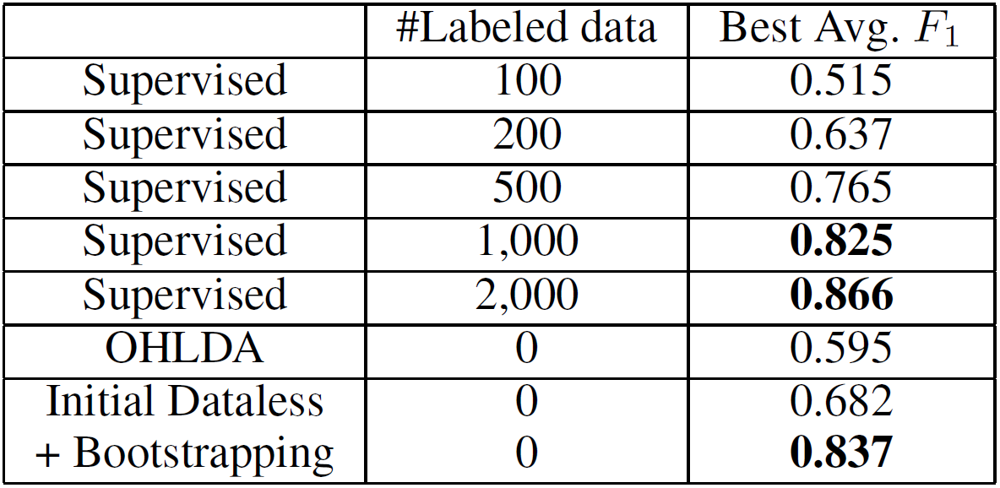 #Labeled data Best Avg. F1
Supervised 100 0.515
Supervised 200 0.637
Supervised 500 0.765
Supervised 1,000 0.825
Supervised 2,000 0.866
OHLDA 0 0.595
Initial Dataless 0 0.682
+ Bootstrapping 0 0.837